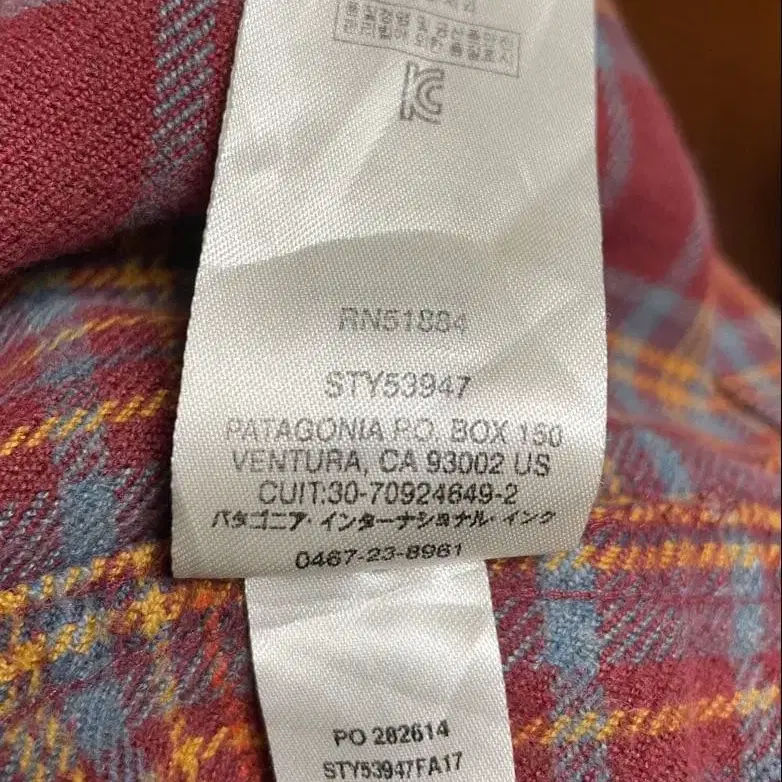 KC
RN51884
STY53947
PATAGONIA P.O. BOX 150
VENTURA, CA 93002 US
CUIT:30-70924649-2
パタゴニア・インターナショナル・インク
0467-23-8961
PO 282614
STY53947FA17